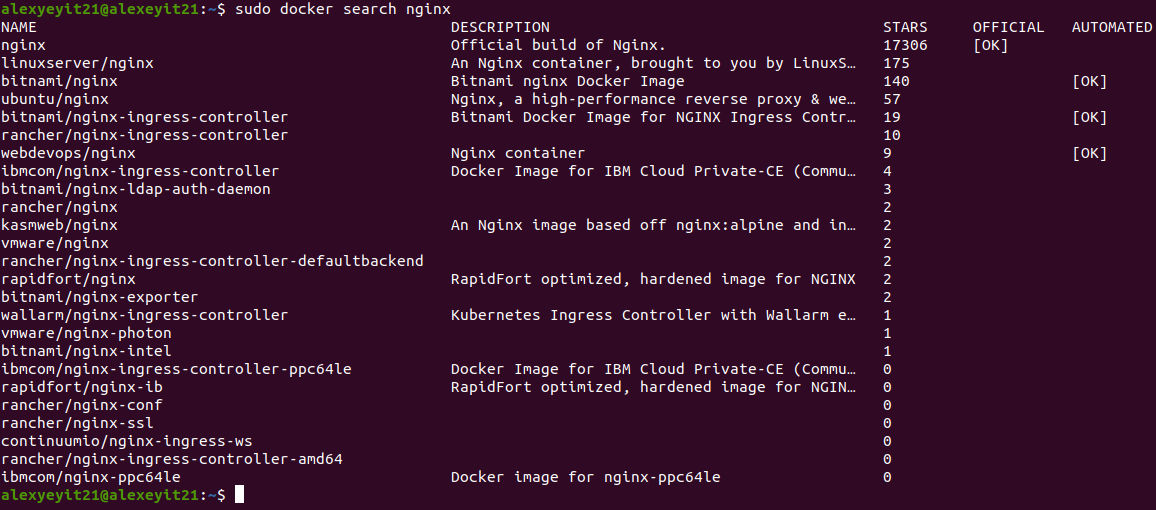 alexyeyit21@alexeyit21:~$ sudo docker search nginx
NAME DESCRIPTION STARS OFFICIAL AUTOMATED
nginx Official build of Nginx. 17306 [OK]
linuxserver/nginx An Nginx container, brought to you by LinuxS… 175
bitnami/nginx Bitnami nginx Docker Image 140 [OK]
ubuntu/nginx Nginx, a high-performance reverse proxy & we… 57
bitnami/nginx-ingress-controller Bitnami Docker Image for NGINX Ingress Contr… 19 [OK]
rancher/nginx-ingress-controller 10
webdevops/nginx Nginx container 9 [OK]
ibmcom/nginx-ingress-controller Docker Image for IBM Cloud Private-CE (Commu… 4
bitnami/nginx-ldap-auth-daemon 3
rancher/nginx 2
kasmweb/nginx An Nginx image based off nginx:alpine and in… 2
vmware/nginx 2
rancher/nginx-ingress-controller-defaultbackend 2
rapidfort/nginx RapidFort optimized, hardened image for NGINX 2
bitnami/nginx-exporter 2
wallarm/nginx-ingress-controller Kubernetes Ingress Controller with Wallarm e… 1
vmware/nginx-photon 1
bitnami/nginx-intel 1
ibmcom/nginx-ingress-controller-ppc64le Docker Image for IBM Cloud Private-CE (Commu… 0
rapidfort/nginx-ib RapidFort optimized, hardened image for NGIN… 0
rancher/nginx-conf 0
rancher/nginx-ssl 0
continuumio/nginx-ingress-ws 0
rancher/nginx-ingress-controller-amd64 0
ibmcom/nginx-ppc64le Docker image for nginx-ppc64le 0
alexyeyit21@alexeyit21:~$